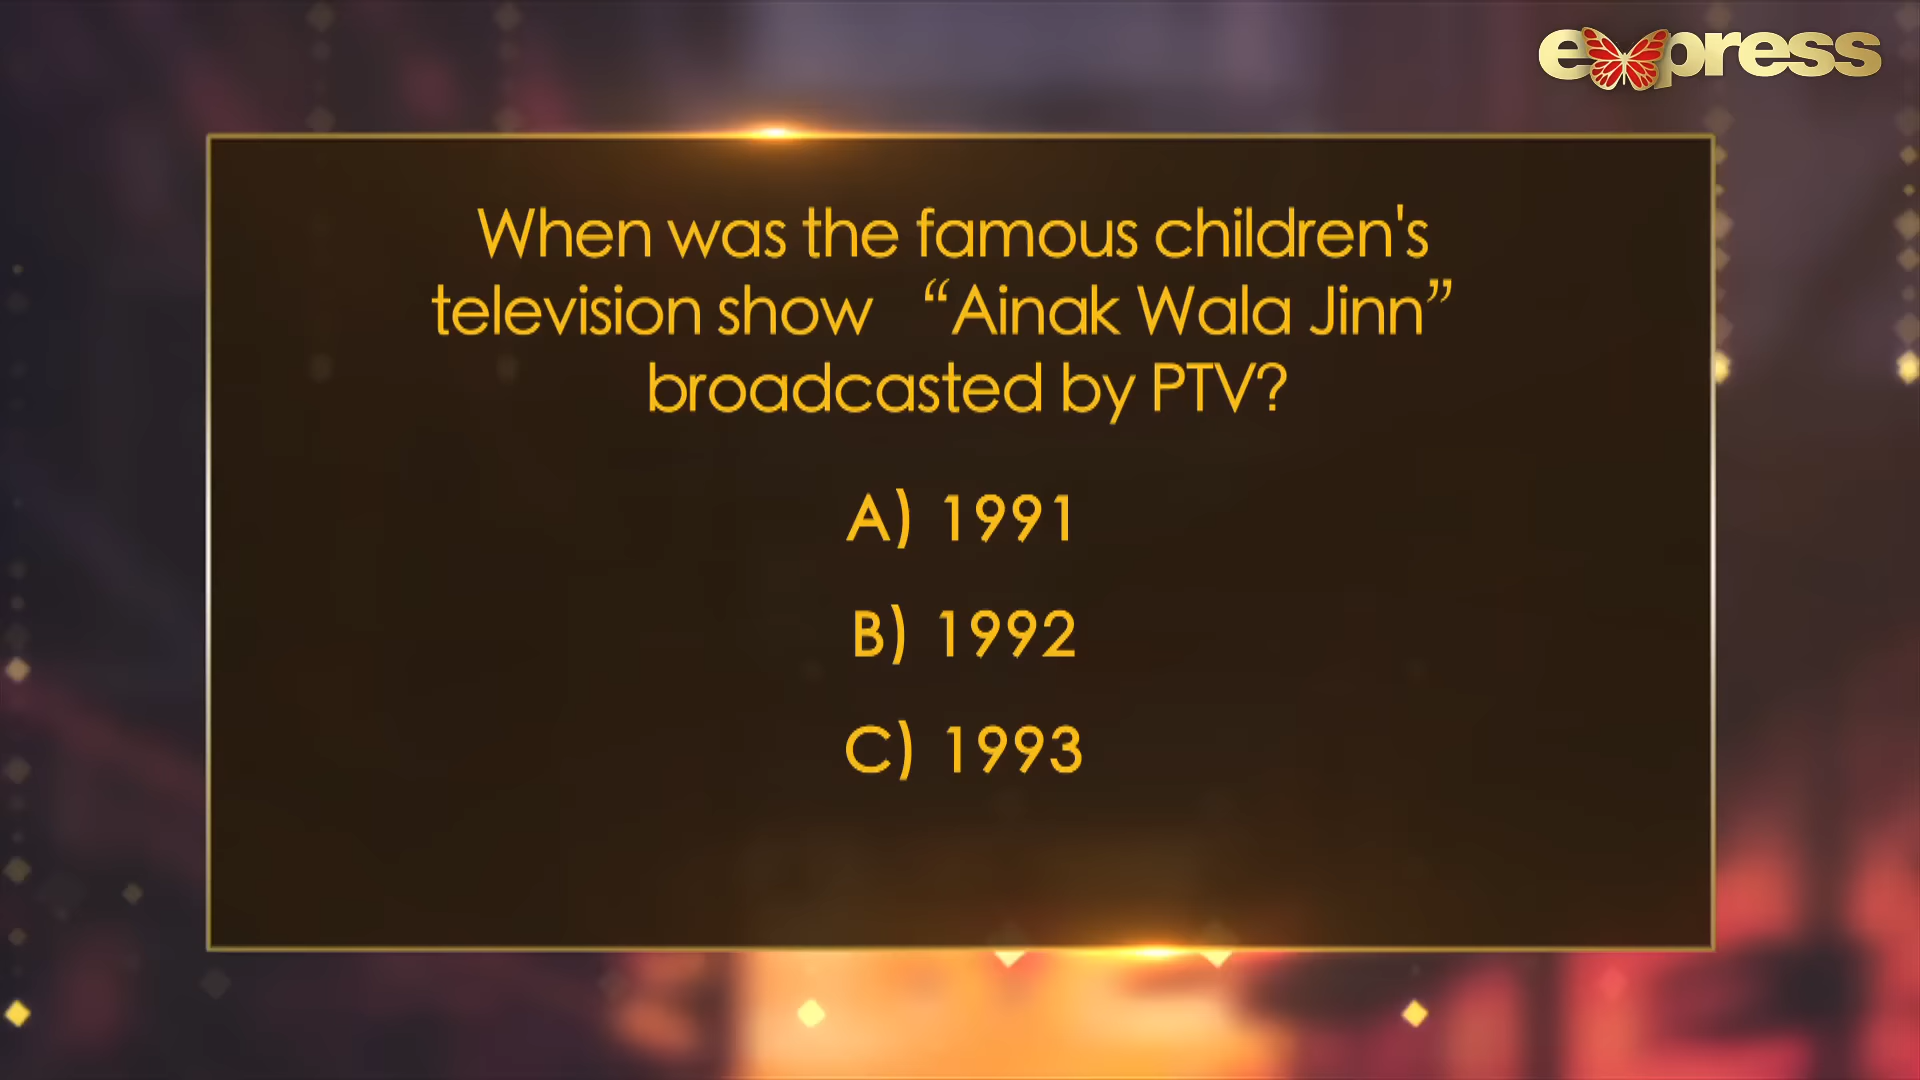 express
When was the famous children's
television show “Ainak Wala Jinn”
broadcasted by PTV?
A) 1991
B) 1992
C) 1993